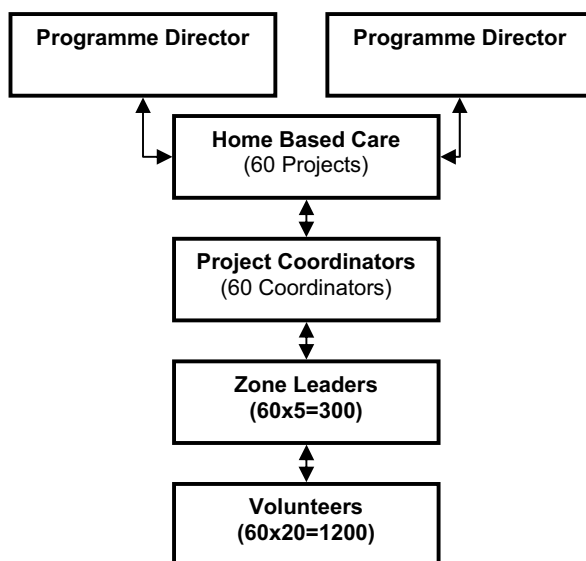 Programme Director
Programme Director
Home Based Care
(60 Projects)
Project Coordinators
(60 Coordinators)
Zone Leaders
(60x5=300)
Volunteers
(60x20=1200)